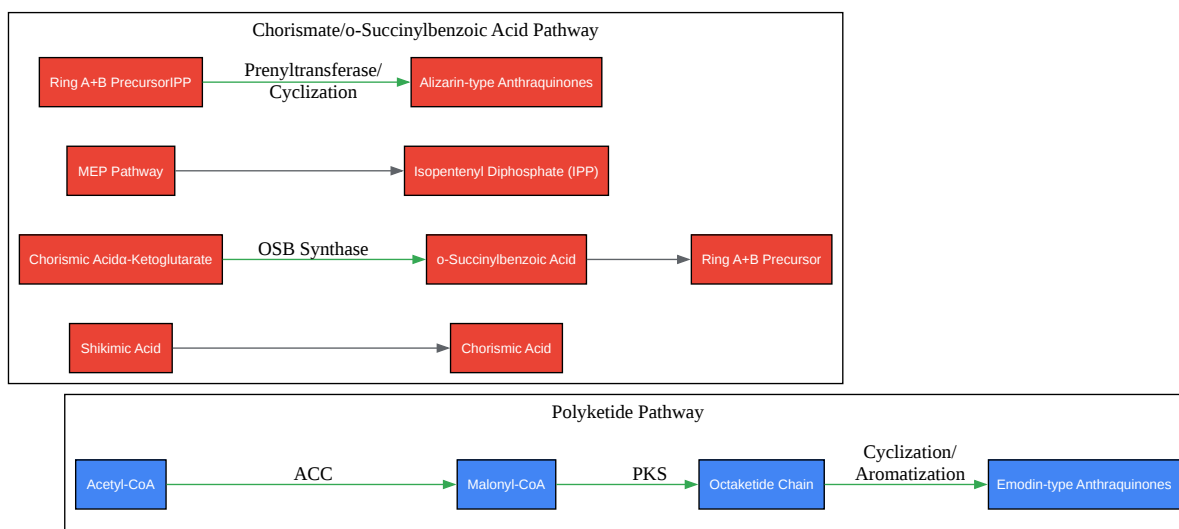 Chorismate/o-Succinylbenzoic Acid Pathway
Ring A+B PrecursorIPP
Prenyltransferase/
Cyclization
Alizarin-type Anthraquinones
MEP Pathway
Isopentenyl Diphosphate (IPP)
Chorismic Acidα-Ketoglutarate
OSB Synthase
o-Succinylbenzoic Acid
Ring A+B Precursor
Shikimic Acid
Chorismic Acid
Polyketide Pathway
Acetyl-CoA
ACC
Malonyl-CoA
PKS
Octaketide Chain
Cyclization/
Aromatization
Emodin-type Anthraquinones